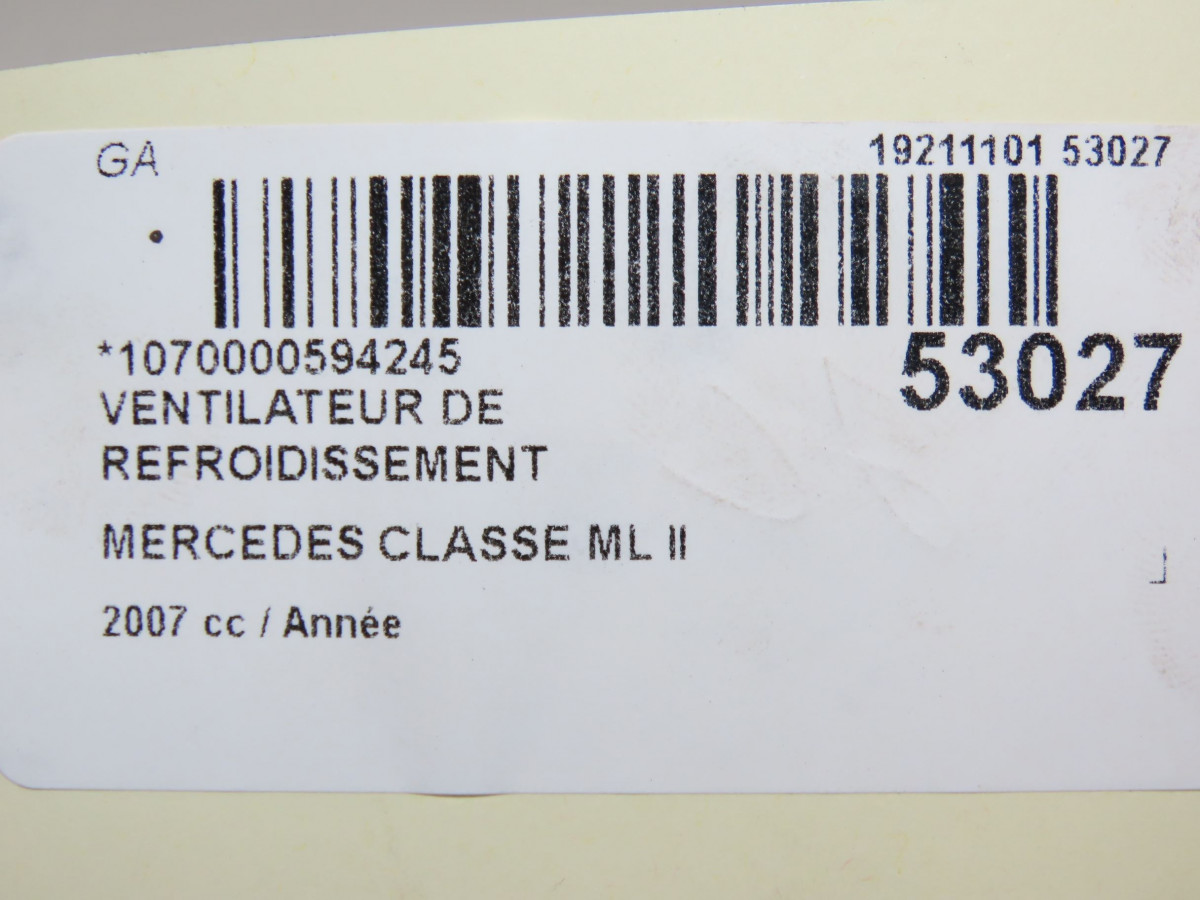 GA
19211101 53027
*1070000594245
53027
VENTILATEUR DE
REFROIDISSEMENT
MERCEDES CLASSE ML II
2007 cc / Année